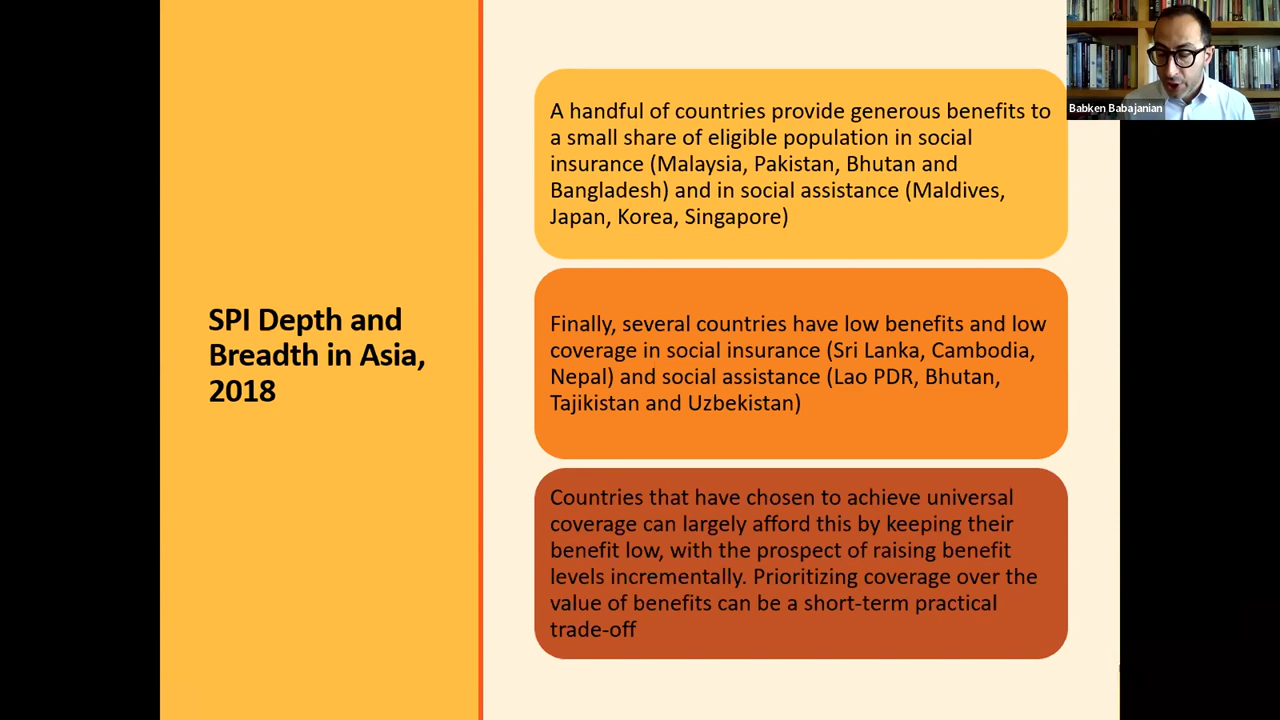 SPI Depth and
Breadth in Asia,
2018
A handful of countries provide generous benefits to
a small share of eligible population in social
insurance (Malaysia, Pakistan, Bhutan and
Bangladesh) and in social assistance (Maldives,
Japan, Korea, Singapore)
Finally, several countries have low benefits and low
coverage in social insurance (Sri Lanka, Cambodia,
Nepal) and social assistance (Lao PDR, Bhutan,
Tajikistan and Uzbekistan)
Countries that have chosen to achieve universal
coverage can largely afford this by keeping their
benefit low, with the prospect of raising benefit
levels incrementally. Prioritizing coverage over the
value of benefits can be a short-term practical
trade-off
Babken Babajanian